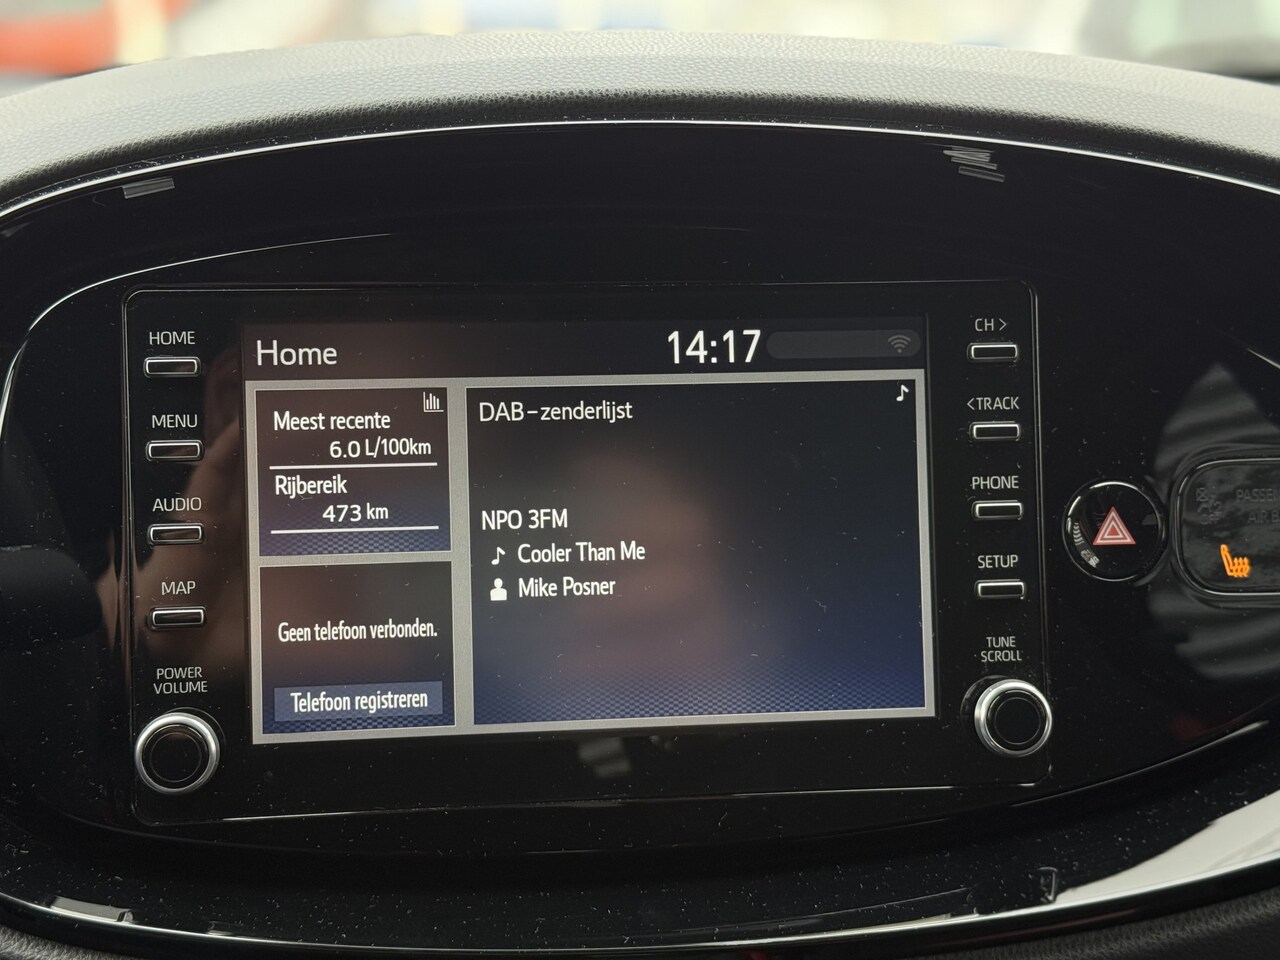 HOME
MENU
AUDIO
MAP
POWER
VOLUME
Home
14:17
Meest recente
6.0 L/100km
Rijbereik
473 km
Geen telefoon verbonden.
Telefoon registreren
DAB-zenderlijst
NPO 3FM
Cooler Than Me
Mike Posner
CH >
<TRACK
PHONE
SETUP
TUNE
SCROLL